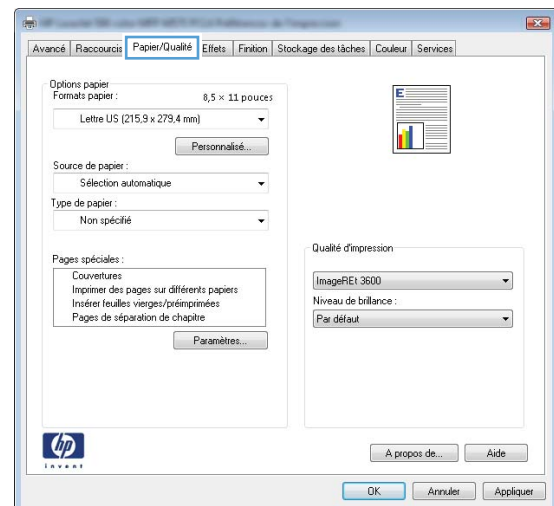 Avancé Raccourcis Papier/Qualité Effets Finition Stockage des tâches Couleur Services
Options papier
Formats papier :
8,5 × 11 pouces
Lettre US (215,9 x 279,4 mm)
Personnalisé...
Source de papier :
Sélection automatique
Type de papier :
Non spécifié
Pages spéciales :
Couvertures
Imprimer des pages sur différents papiers
Insérer feuilles vierges/préimprimées
Pages de séparation de chapitre
Paramètres...
E
Qualité d'impression
ImageREt 3600
Niveau de brillance :
Par défaut
hp
invent
A propos de... Aide
OK Annuler Appliquer